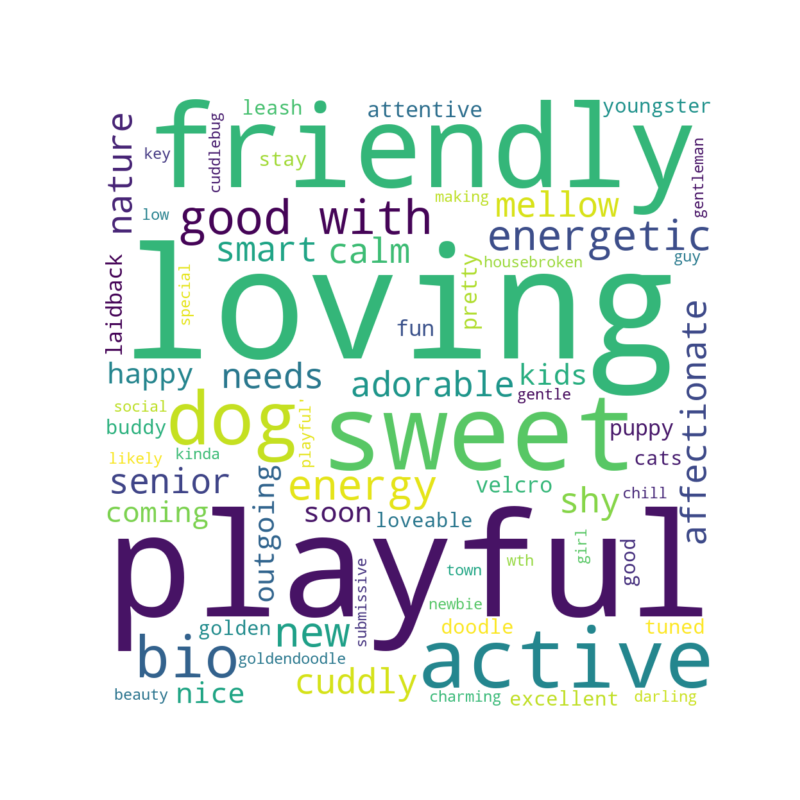 friendly
leash
attentive
youngster
nature
cuddlebug
key
stay
gentleman
making
low
good with
mellow
energetic
smart
calm
guy
laidback
special
loving
pretty
housebroken
fun
affectionate
happy
needs
adorable
kids
gentle
social
dog
playful'
sweet
buddy
puppy
likely
kinda
cats
senior
outgoing
energy
velcro
shy
chill
coming
soon
loveable
playful
good
girl
wth
town
submissive
newbie
golden
new
doodle
tuned
bio
goldendoodle
active
cuddly
beauty
nice
charming
excellent
darling